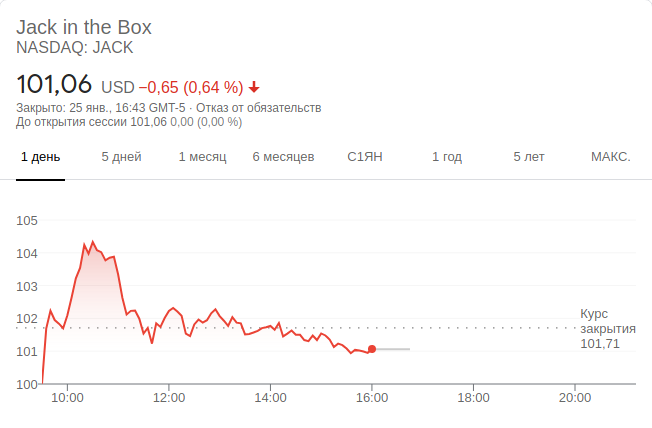 Jack in the Box
NASDAQ: JACK
101,06 USD −0,65 (0,64 %)
Закрыто: 25 янв., 16:43 GMT-5 · Отказ от обязательств
До открытия сессии 101,06 0,00 (0,00 %)
1 день 5 дней 1 месяц 6 месяцев С1ЯН 1 год 5 лет МАКС.
105
104
103
102
101
100
Курс
закрытия
101,71
10:00 12:00 14:00 16:00 18:00 20:00